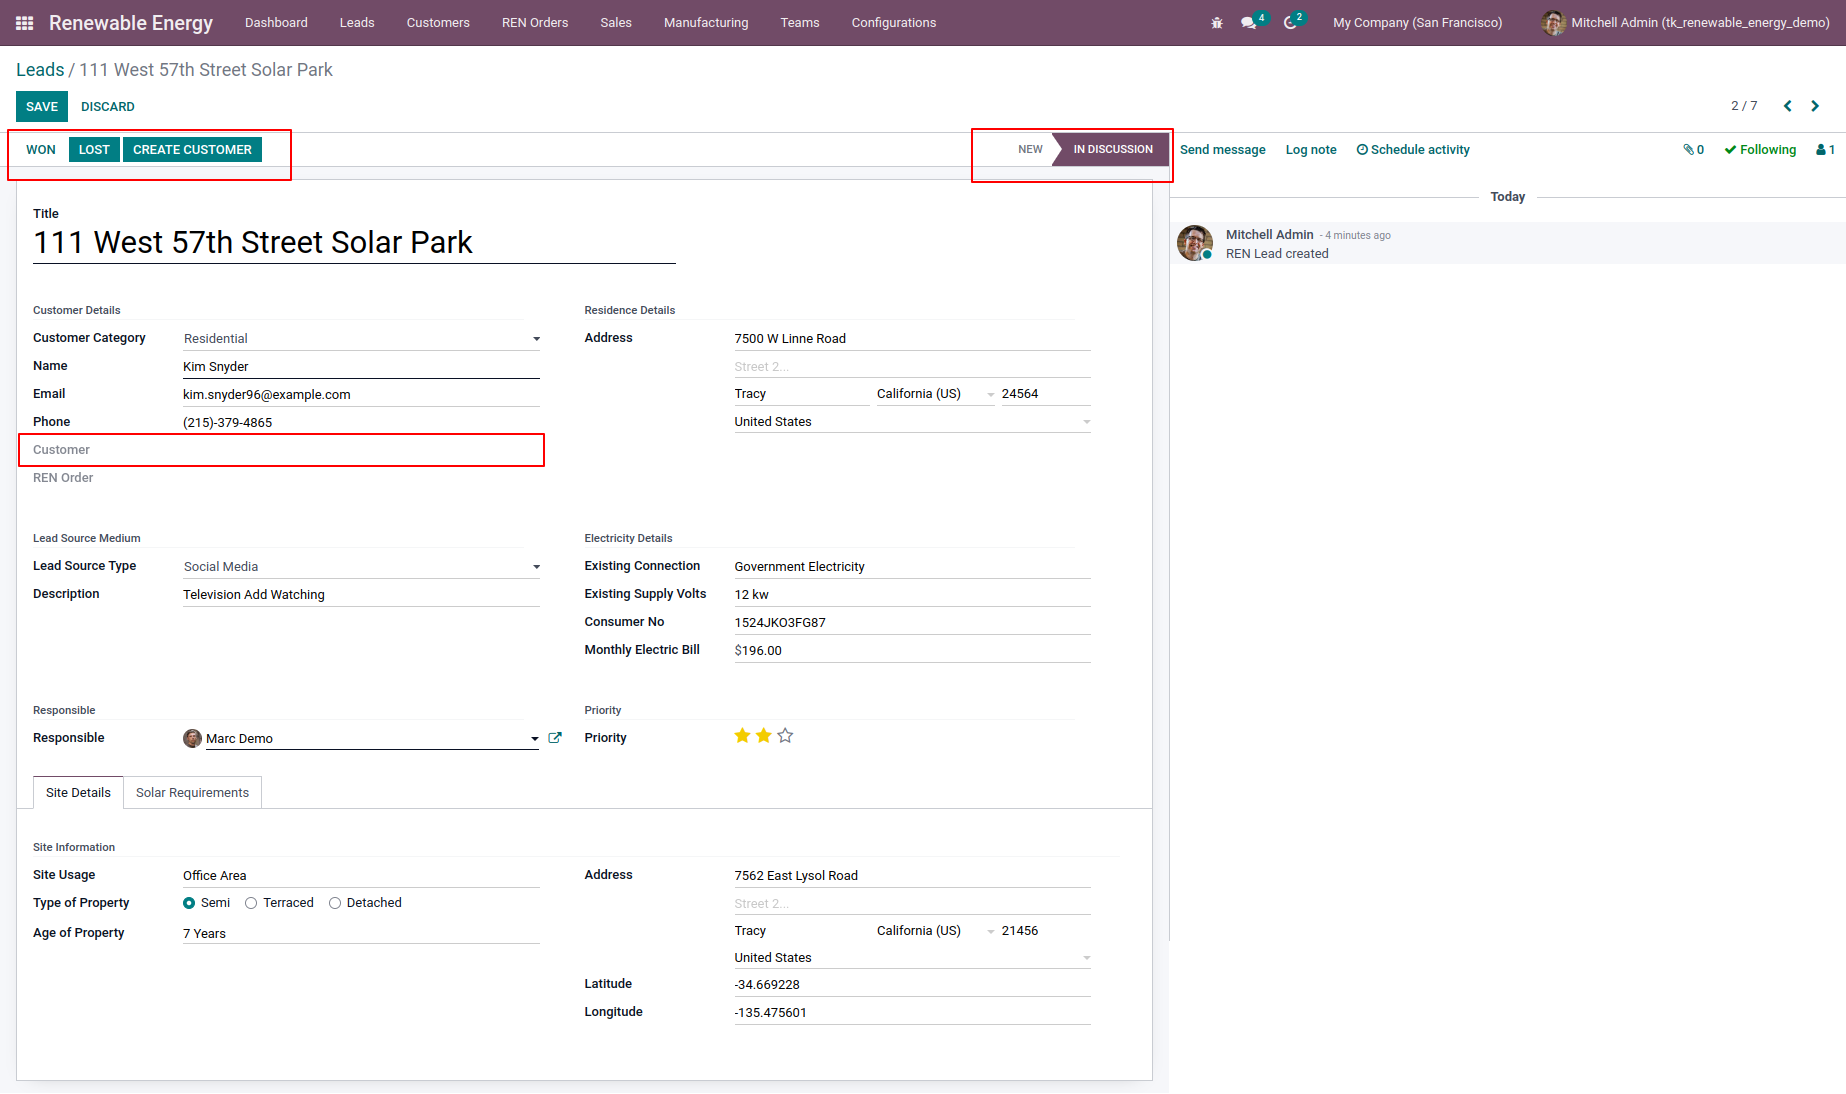 Renewable Energy Dashboard Leads Customers REN Orders Sales Manufacturing Teams Configurations 4 2 My Company (San Francisco) Mitchell Admin (tk_renewable_energy_demo)
Leads / 111 West 57th Street Solar Park
SAVE DISCARD 2 / 7
WON LOST CREATE CUSTOMER NEW IN DISCUSSION Send message Log note Schedule activity 0 Following 1
Today
Mitchell Admin - 4 minutes ago
REN Lead created
Title
111 West 57th Street Solar Park
Customer Details
Customer Category Residential
Name Kim Snyder
Email kim.snyder96@example.com
Phone (215)-379-4865
Customer
REN Order
Residence Details
Address 7500 W Linne Road
Street 2...
Tracy California (US) 24564
United States
Lead Source Medium
Lead Source Type Social Media
Description Television Add Watching
Electricity Details
Existing Connection Government Electricity
Existing Supply Volts 12 kw
Consumer No 1524JKO3FG87
Monthly Electric Bill $196.00
Responsible
Responsible Marc Demo
Priority
Priority
Site Details Solar Requirements
Site Information
Site Usage Office Area
Type of Property Semi Terraced Detached
Age of Property 7 Years
Address 7562 East Lysol Road
Street 2...
Tracy California (US) 21456
United States
Latitude -34.669228
Longitude -135.475601